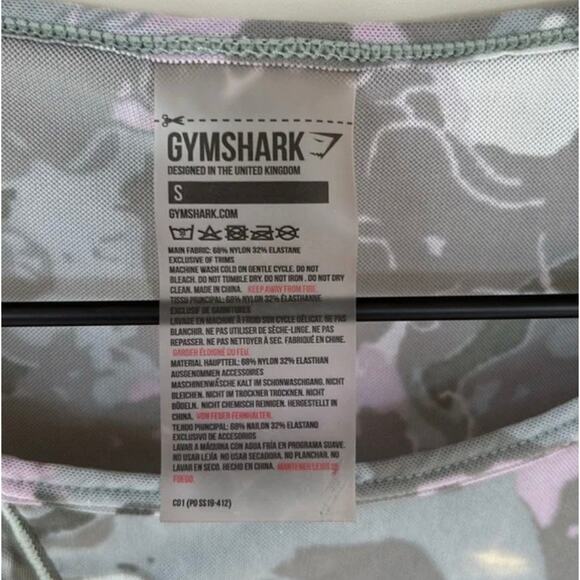 GYMSHARK
DESIGNED IN THE UNITED KINGDOM
S
GYMSHARK.COM
MAIN FABRIC: 68% NYLON 32% ELASTANE
EXCLUSIVE OF TRIMS
MACHINE WASH COLD ON GENTLE CYCLE. DO NOT
BLEACH. DO NOT TUMBLE DRY. DO NOT IRON . DO NOT DRY
CLEAN. MADE IN CHINA. KEEP AWAY FROM FIRE.
TISSU PRINCIPAL: 68% NYLON 32% ÉLASTHANNE
EXCLUSIF DE GARNITURES
LAVAGE EN MACHINE À FROID SUR CYCLE DÉLICAT. NE PAS
BLANCHIR. NE PAS UTILISER DE SÈCHE-LINGE. NE PAS
REPASSER. NE PAS NETTOYER À SEC. FABRIQUÉ EN CHINE.
GARDER ÉLOIGNÉ DU FEU.
MATERIAL HAUPTTEIL: 68% NYLON 32% ELASTHAN
AUSGENOMMEN ACCESSOIRES
MASCHINENWÄSCHE KALT IM SCHONWASCHGANG. NICHT
BLEICHEN. NICHT IM TROCKNER TROCKNEN. NICHT
BÜGELN. NICHT CHEMISCH REINIGEN. HERGESTELLT IN
CHINA. VON FEUER FERNHALTEN.
TEJIDO PRINCIPAL: 68% NAILON 32% ELASTANO
EXCLUSIVO DE ACCESORIOS
LAVAR A MÁQUINA CON AGUA FRÍA EN PROGRAMA SUAVE.
NO USAR LEJÍA NO USAR SECADORA. NO PLANCHAR. NO
LAVAR EN SECO. HECHO EN CHINA. MANTENER LEJOS DE
FUEGO.
C01 (PO SS19-412)